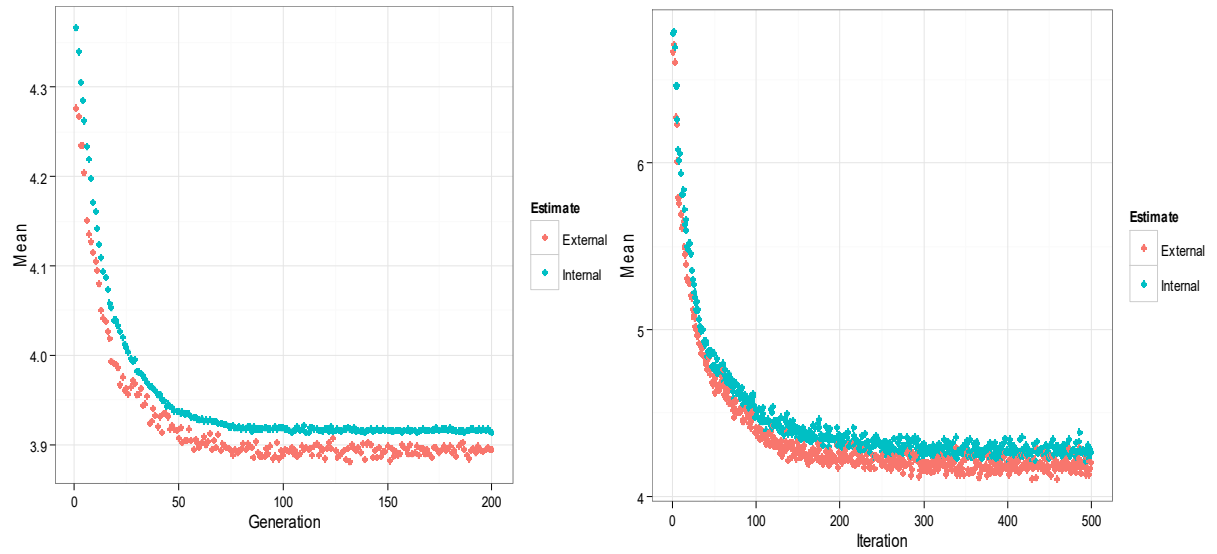 4.3
4.2
4.1
4.0
3.9
Mean
0
50
100
150
200
Generation
Estimate
External
Internal
6
5
4
Mean
0
100
200
300
400
500
Iteration
Estimate
External
Internal